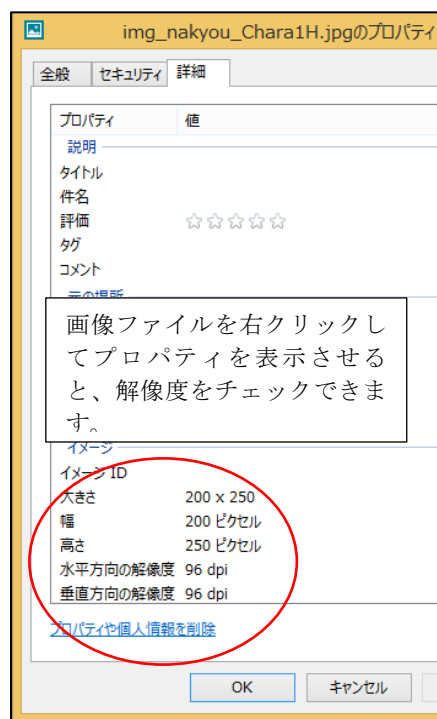 img_nakyou_Chara1H.jpgのプロパティ
全般 セキュリティ 詳細
プロパティ 値
説明
タイトル
件名
評価 ☆☆☆☆☆
タグ
コメント
元の場所
画像ファイルを右クリックし
てプロパティを表示させる
と、解像度をチェックできま
す。
イメージ
イメージ ID
大きさ 200 x 250
幅 200 ピクセル
高さ 250 ピクセル
水平方向の解像度 96 dpi
垂直方向の解像度 96 dpi
プロパティや個人情報を削除
OK キャンセル